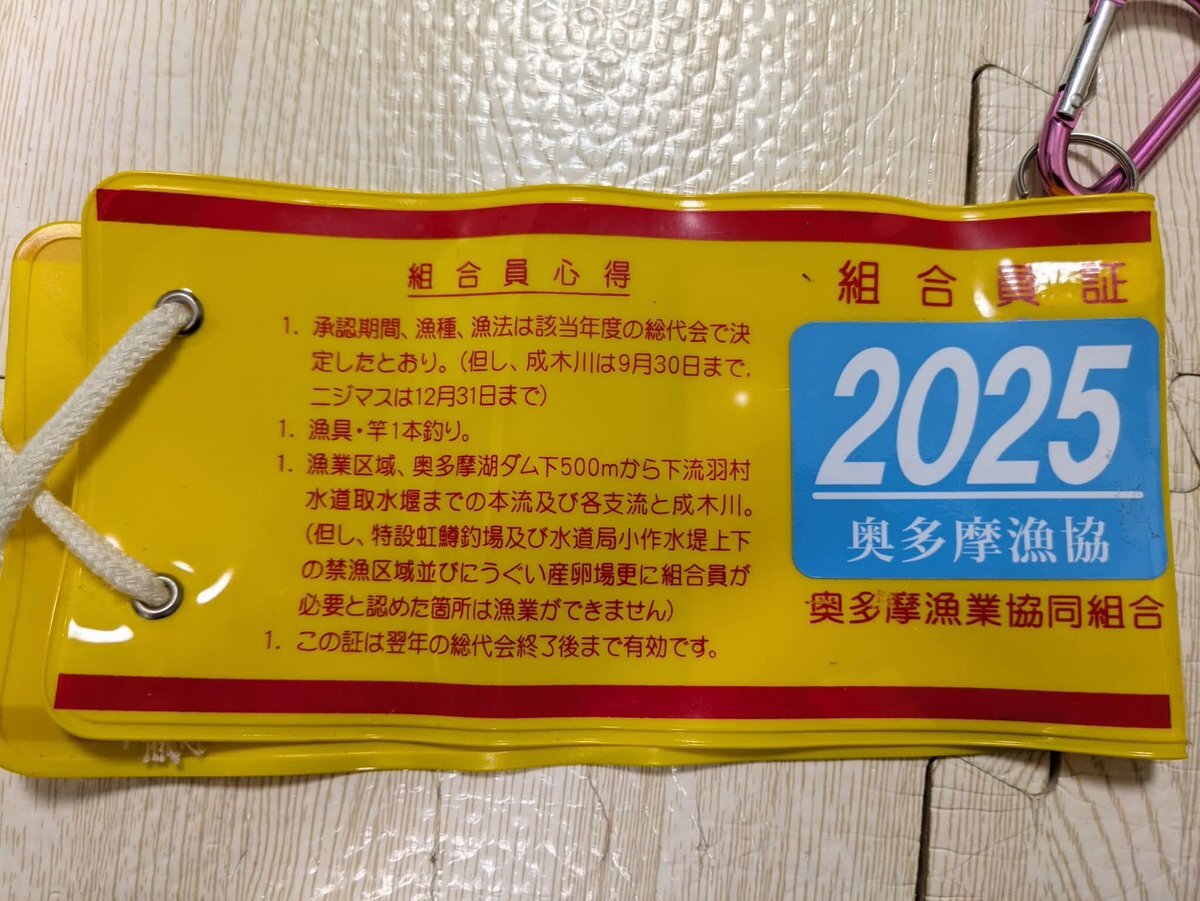 組合員心得
1. 承認期間、漁種、漁法は該当年度の総代会で決
定したとおり。(但し、成木川は9月30日まで,
ニジマスは12月31日まで)
1. 漁具・竿1本釣り。
1. 漁業区域、奥多摩湖ダム下500mから下流羽村
水道取水堰までの本流及び各支流と成木川。
(但し、特設虹鱒釣場及び水道局小作水堤上下
の禁漁区域並びにうぐい産卵場更に組合員が
必要と認めた箇所は漁業ができません)
1. この証は翌年の総代会終了後まで有効です。
組合員証
2025
奥多摩漁協
奥多摩漁業協同組合